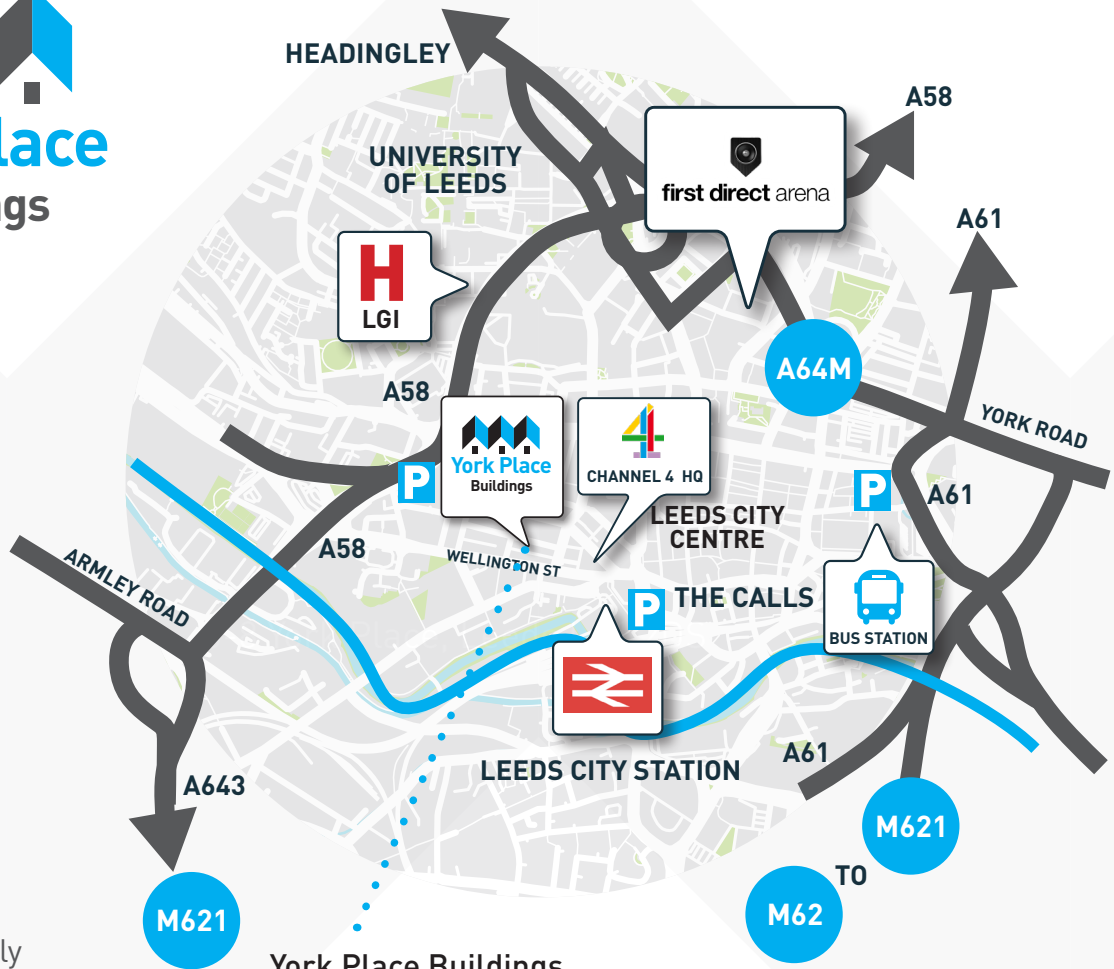 HEADINGLEY
A58
lace
UNIVERSITY
OF LEEDS
first direct arena
gs
A61
H
LGI
A64M
A58
YORK ROAD
4
York Place
Buildings
CHANNEL 4 HQ
P
P
A61
LEEDS CITY
CENTRE
A58
WELLINGTON ST
ARMLEY ROAD
P
THE CALLS
BUS STATION
A61
LEEDS CITY STATION
A643
M621
TO
M62
M621
ly
York Place Buildings